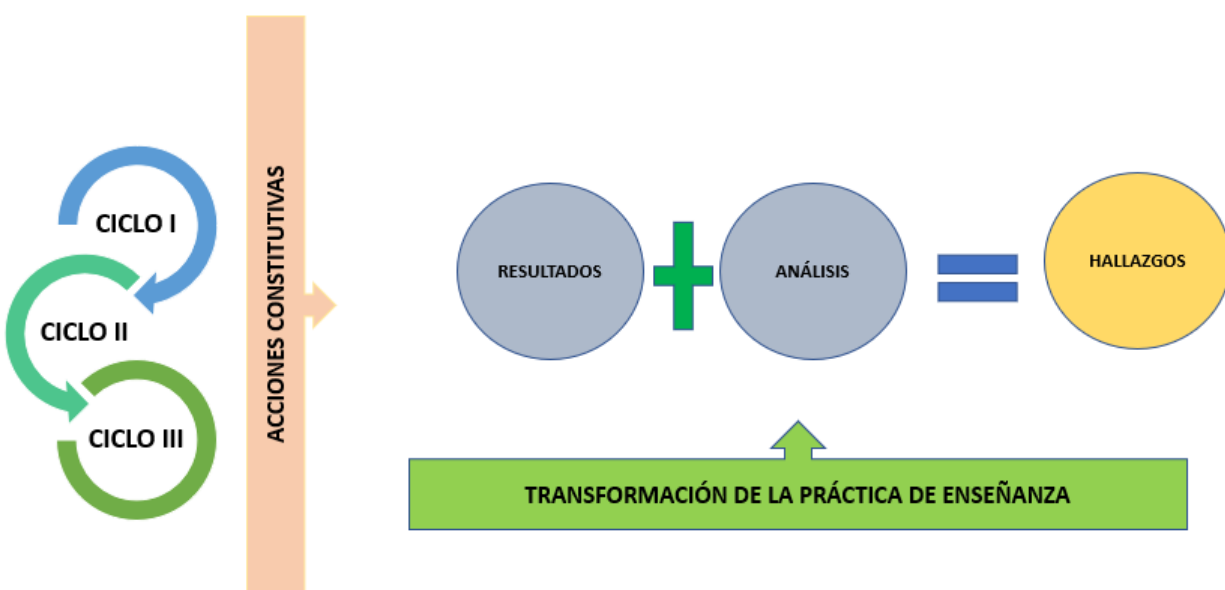 CICLO I
CICLO II
CICLO III
ACCIONES CONSTITUTIVAS
RESULTADOS
ANÁLISIS
HALLAZGOS
TRANSFORMACIÓN DE LA PRÁCTICA DE ENSEÑANZA